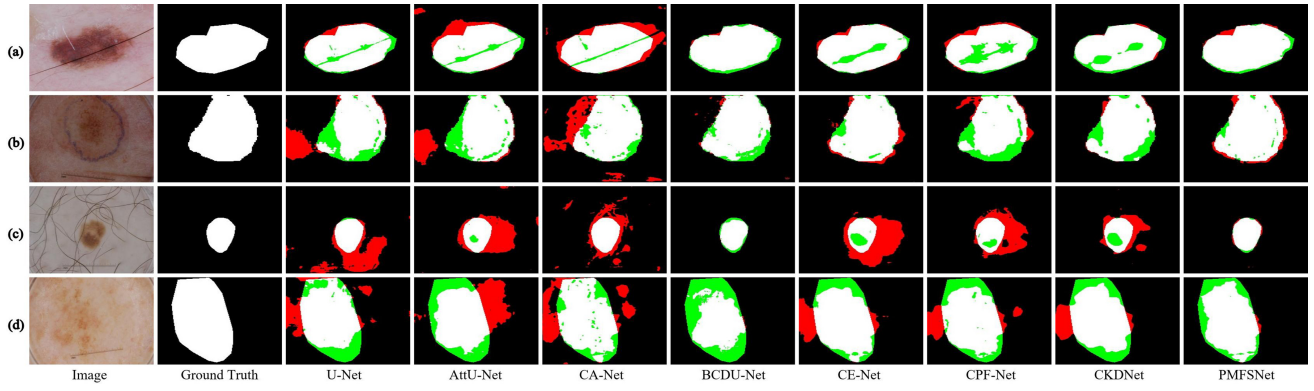 (a)
(b)
(c)
(d)
Image Ground Truth U-Net AttU-Net CA-Net BCDU-Net CE-Net CPF-Net CKDNet PMFSNet